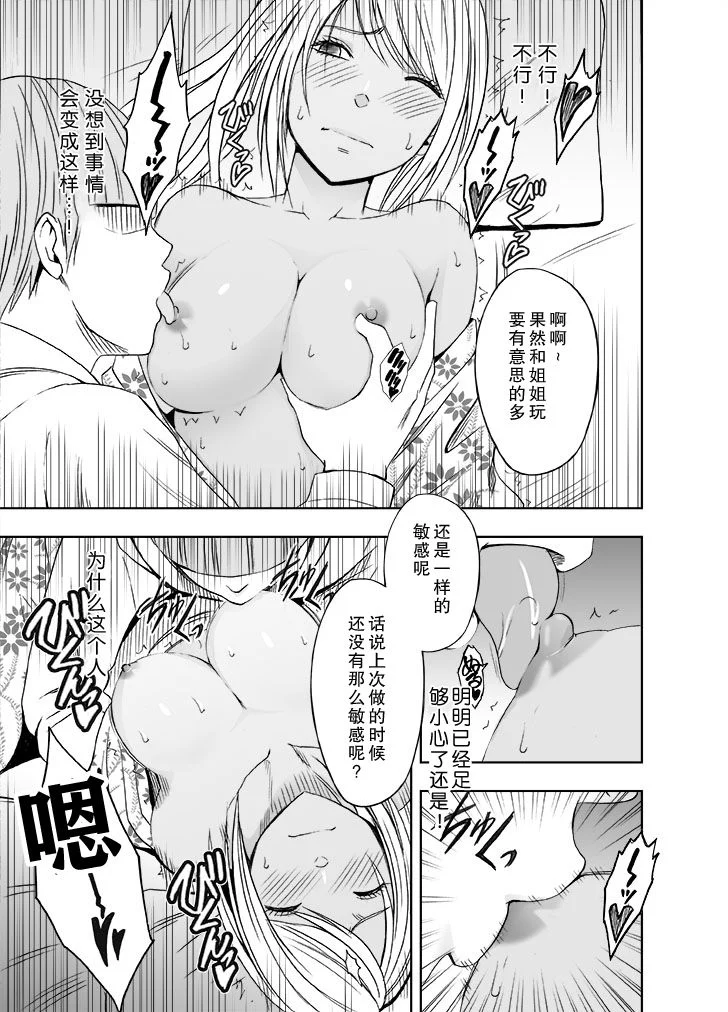 不行！
不行！
啊啊～
果然和姐姐玩
要有意思的多
没想到事情
会变成这样…！
还是一样的
敏感呢
明明已经足
够小心了还是！
话说上次做的时候
还没有那么敏感呢？
为什么这个人
嗯